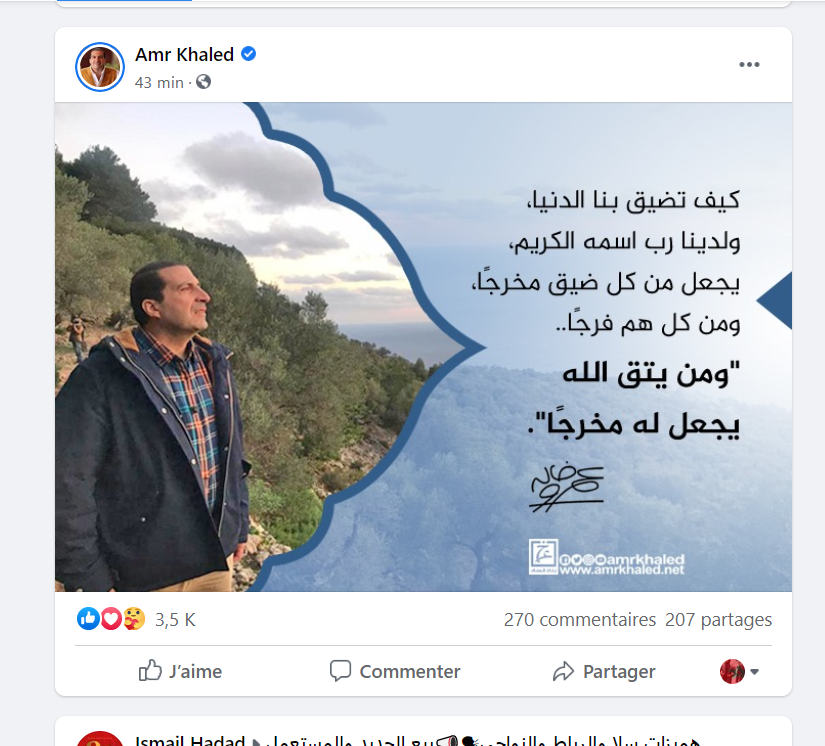 Amr Khaled
43 min ·
كيف تضيق بنا الدنيا،
ولدينا رب اسمه الكريم،
يجعل من كل ضيق مخرجًا،
ومن كل هم فرجًا..
"ومن يتق الله
يجعل له مخرجًا".
عمرو خالد
amrkhaled
www.amrkhaled.net
3,5 K
270 commentaires 207 partages
J'aime
Commenter
Partager
Ismail Hadad